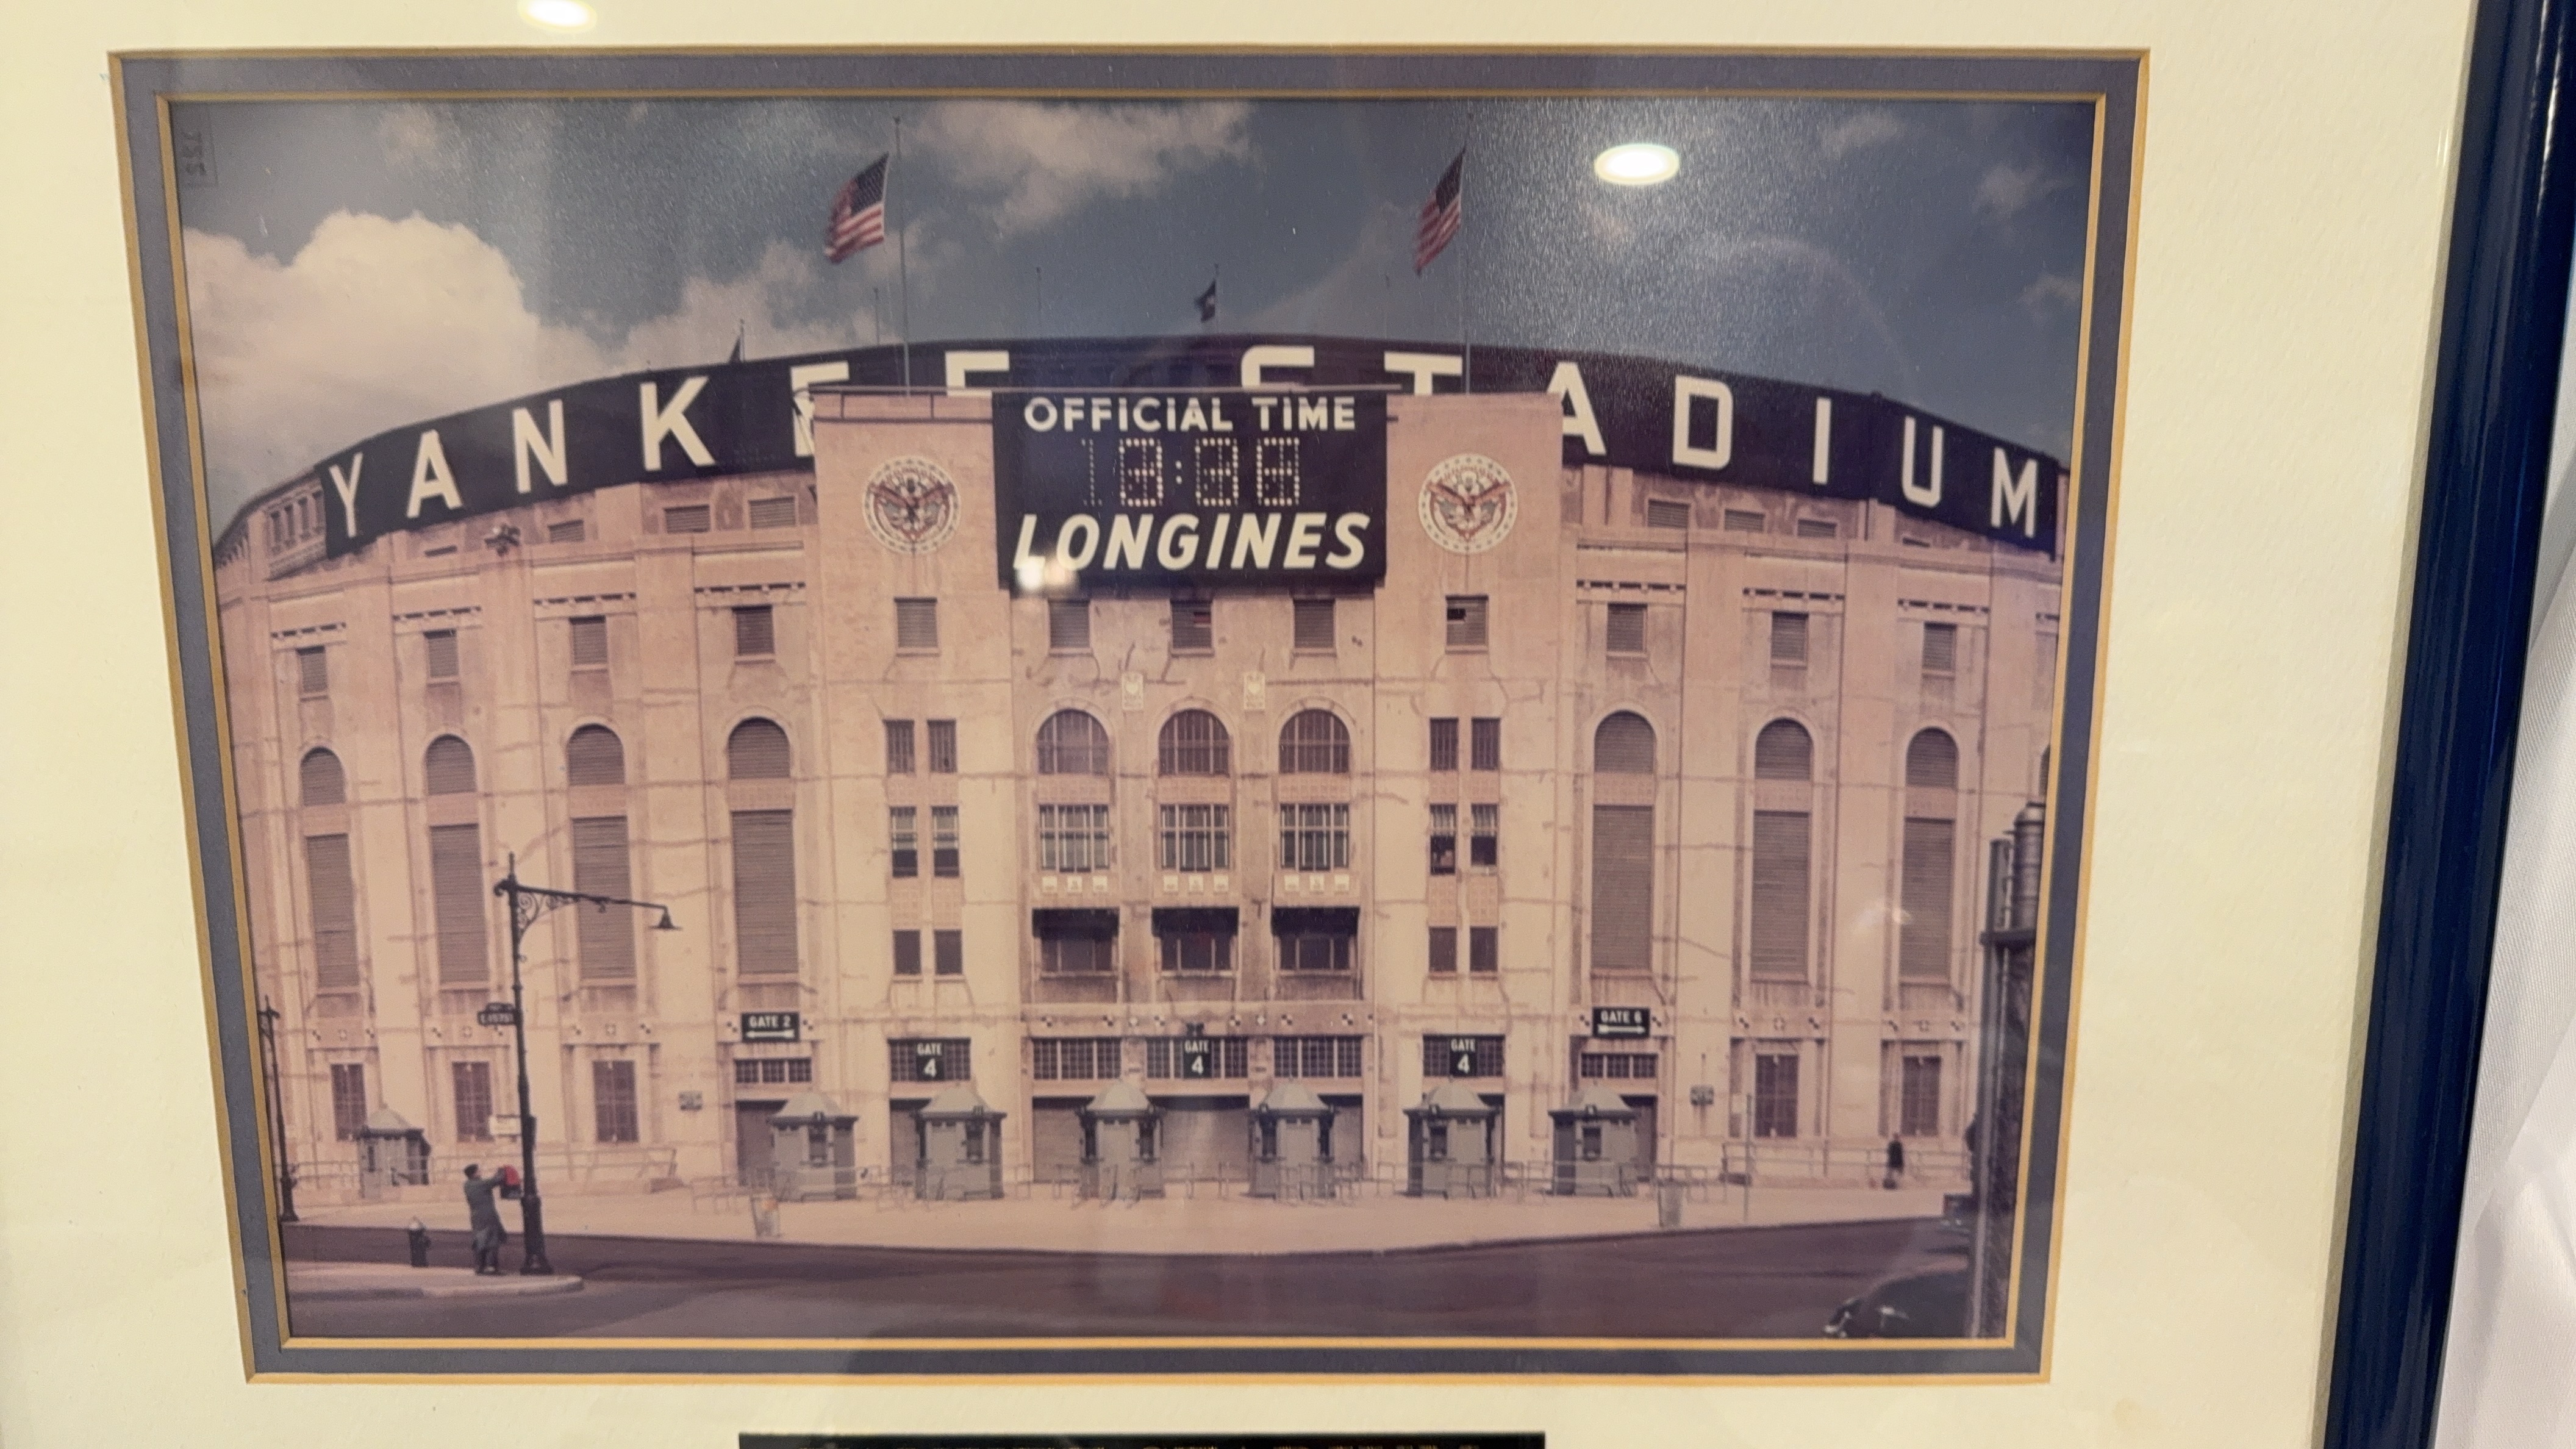 YANKEE STADIUM
OFFICIAL TIME
LONGINES
GATE 2
GATE 6
GATE
4
GATE
4
GATE
4